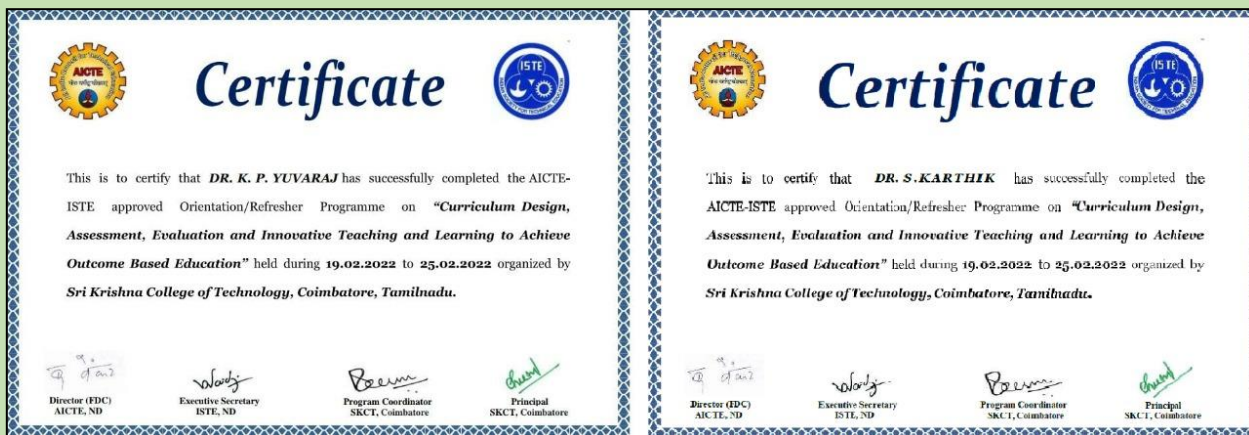 AICTE
Certificate
ISTE
This is to certify that DR. K. P. YUVARAJ has successfully completed the AICTE-
ISTE approved Orientation/Refresher Programme on “Curriculum Design,
Assessment, Evaluation and Innovative Teaching and Learning to Achieve
Outcome Based Education” held during 19.02.2022 to 25.02.2022 organized by
Sri Krishna College of Technology, Coimbatore, Tamilnadu.
Director (FDC)
AICTE, ND
Executive Secretary
ISTE, ND
Program Coordinator
SKCT, Coimbatore
Principal
SKCT, Coimbatore
AICTE
Certificate
ISTE
This is to certify that DR. S.KARTHIK has successfully completed the
AICTE-ISTE approved Orientation/Refresher Programme on “Curriculum Design,
Assessment, Evaluation and Innovative Teaching and Learning to Achieve
Outcome Based Education” held during 19.02.2022 to 25.02.2022 organized by
Sri Krishna College of Technology, Coimbatore, Tamilnadu.
Director (FDC)
AICTE, ND
Executive Secretary
ISTE, ND
Program Coordinator
SKCT, Coimbatore
Principal
SKCT, Coimbatore